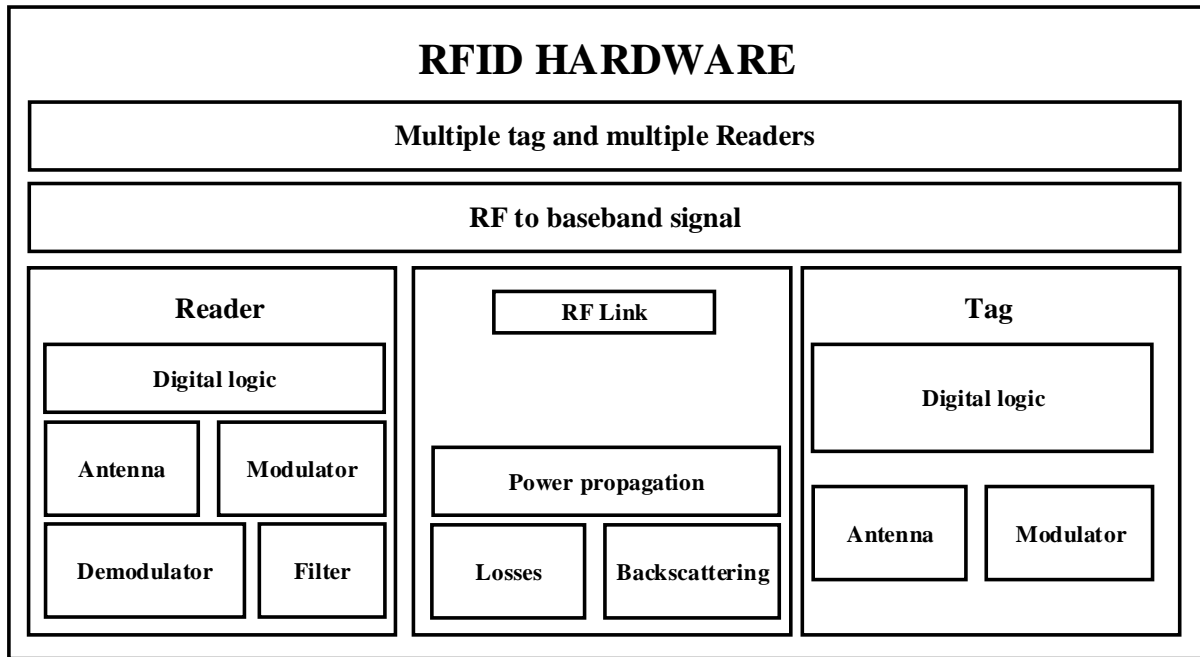 RFID HARDWARE
Multiple tag and multiple Readers
RF to baseband signal
Reader
Digital logic
Antenna
Modulator
Demodulator
Filter
RF Link
Power propagation
Losses
Backscattering
Tag
Digital logic
Antenna
Modulator